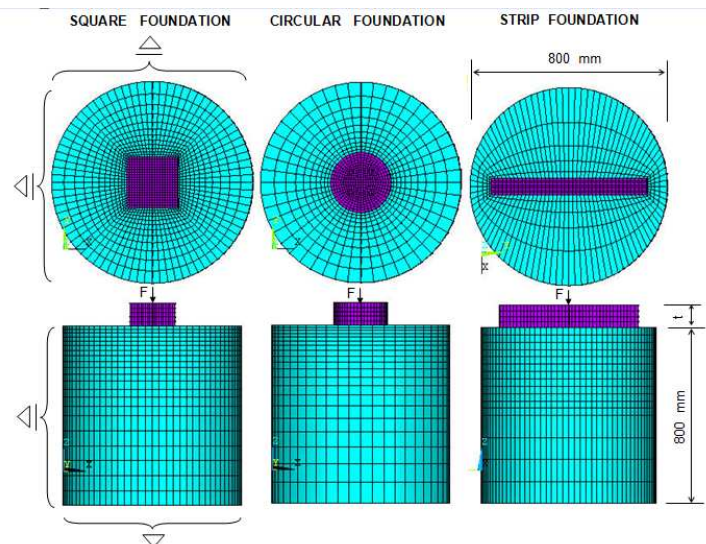 SQUARE FOUNDATION
CIRCULAR FOUNDATION
STRIP FOUNDATION
800 mm
F
F
F
t
800 mm